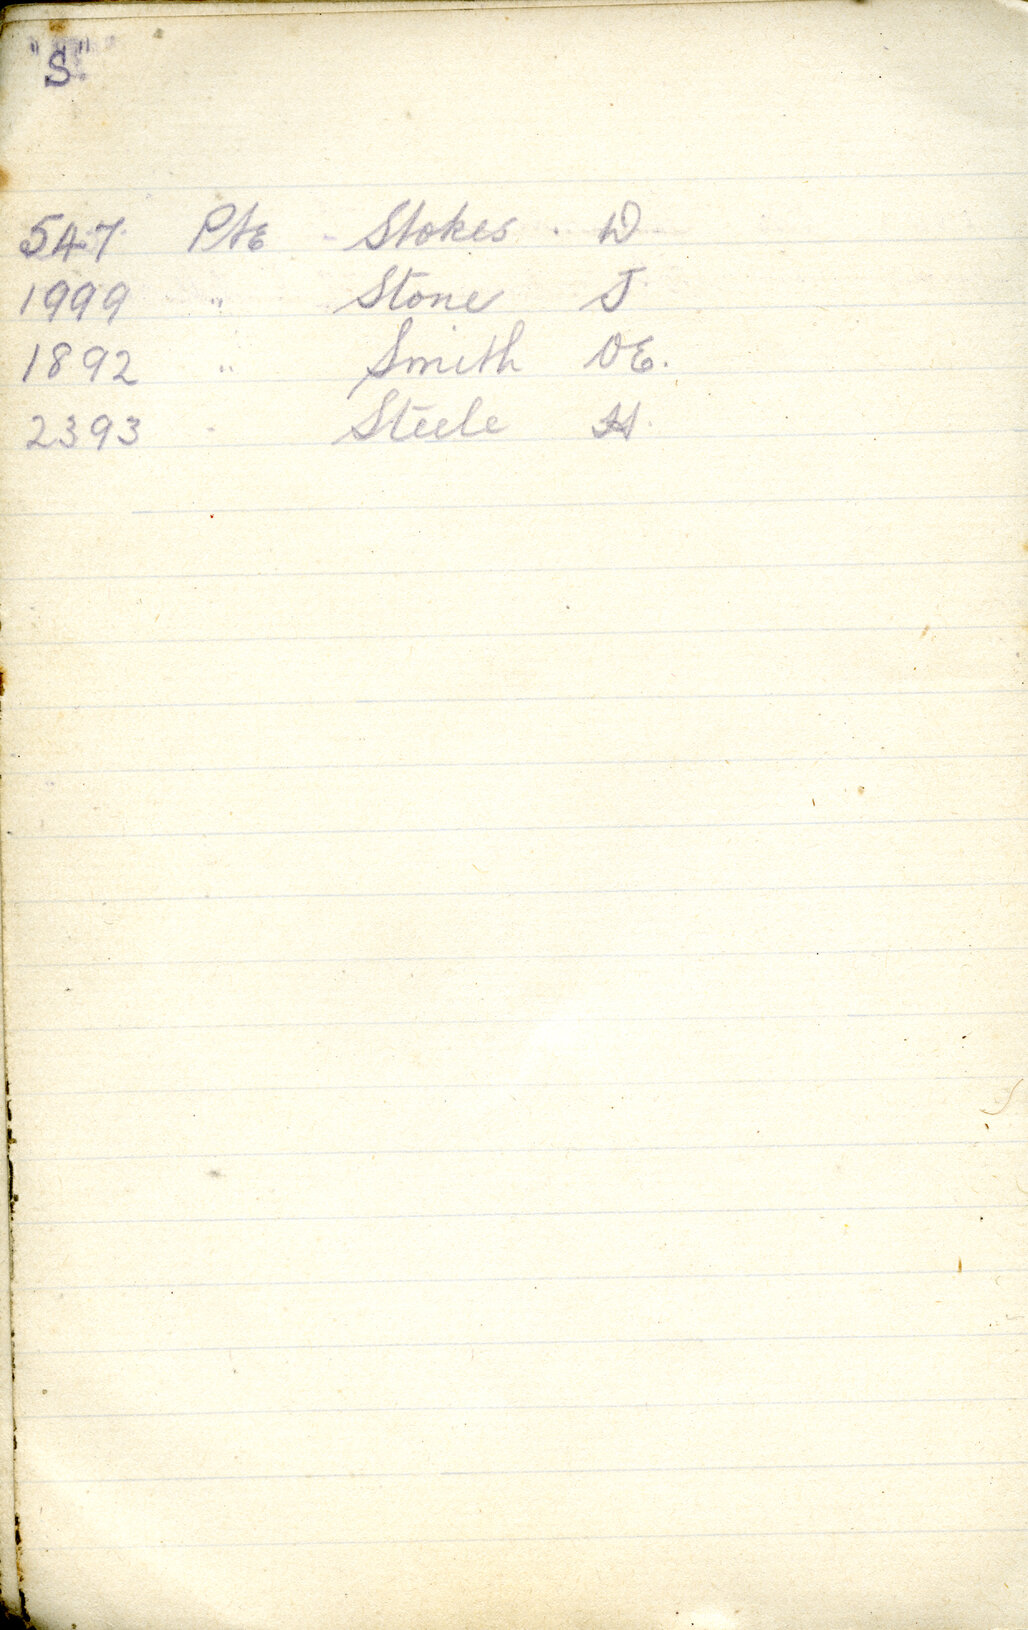 "S"
547 Pte - Stokes . D
1999 " Stone J
1892 " Smith D E.
2393 " Steele H.